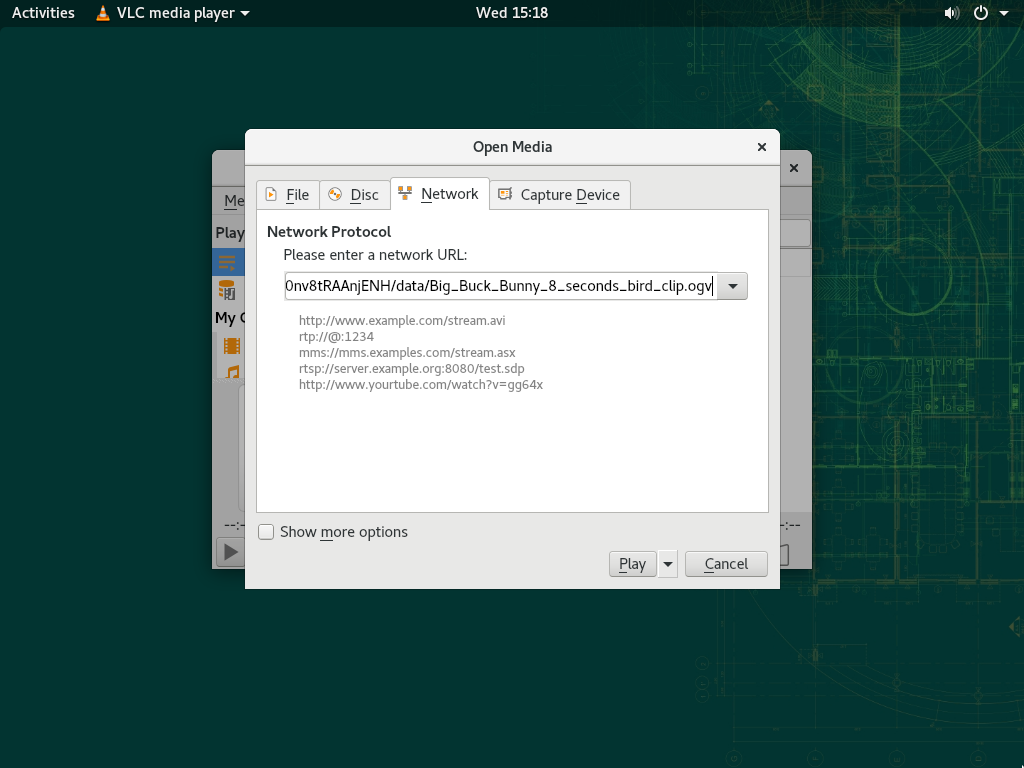 Activities VLC media player Wed 15:18
Open Media
File Disc Network Capture Device
Me
Network Protocol
Play
Please enter a network URL:
0nv8tRAAnjENH/data/Big_Buck_Bunny_8_seconds_bird_clip.ogv
My C
http://www.example.com/stream.avi
rtp://@:1234
mms://mms.examples.com/stream.asx
rtsp://server.example.org:8080/test.sdp
http://www.yourtube.com/watch?v=gg64x
--:- Show more options :--
Play Cancel